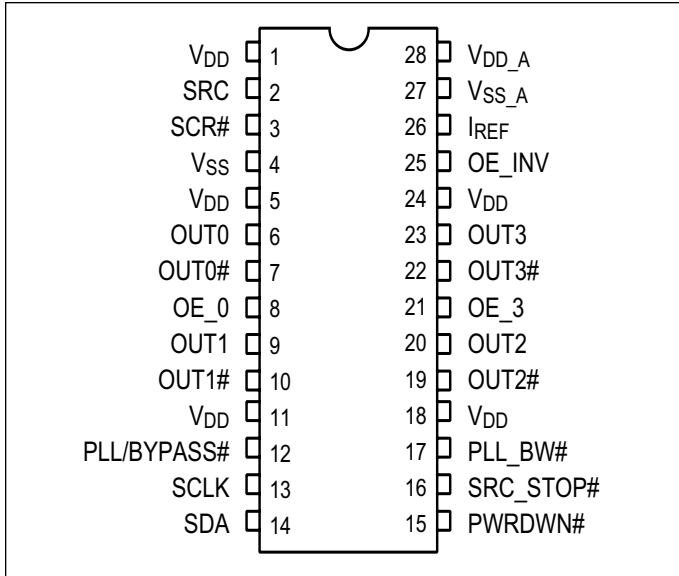 VDD 1 28 VDD_A
SRC 2 27 VSS_A
SCR# 3 26 IREF
VSS 4 25 OE_INV
VDD 5 24 VDD
OUT0 6 23 OUT3
OUT0# 7 22 OUT3#
OE_0 8 21 OE_3
OUT1 9 20 OUT2
OUT1# 10 19 OUT2#
VDD 11 18 VDD
PLL/BYPASS# 12 17 PLL_BW#
SCLK 13 16 SRC_STOP#
SDA 14 15 PWRDWN#